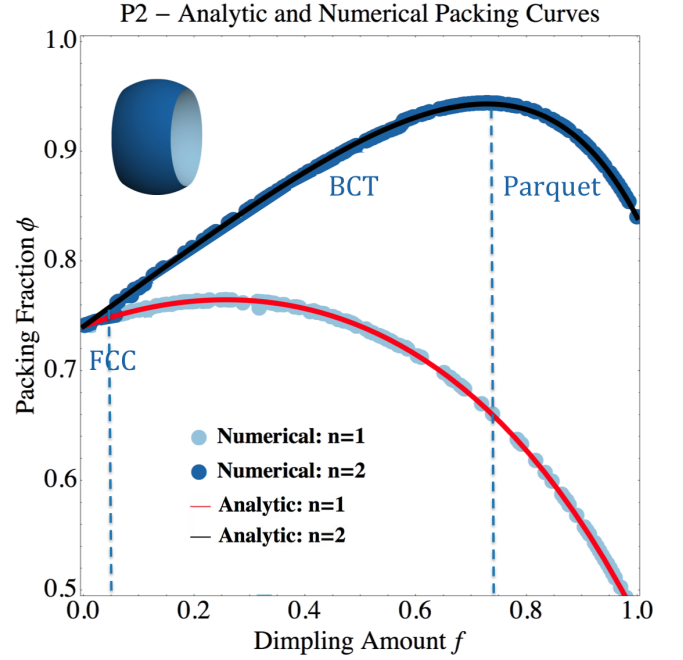 P2 – Analytic and Numerical Packing Curves
1.0
0.9
0.8
0.7
0.6
0.5
Packing Fraction ϕ
BCT
Parquet
FCC
Numerical: n=1
Numerical: n=2
Analytic: n=1
Analytic: n=2
0.0 0.2 0.4 0.6 0.8 1.0
Dimpling Amount f